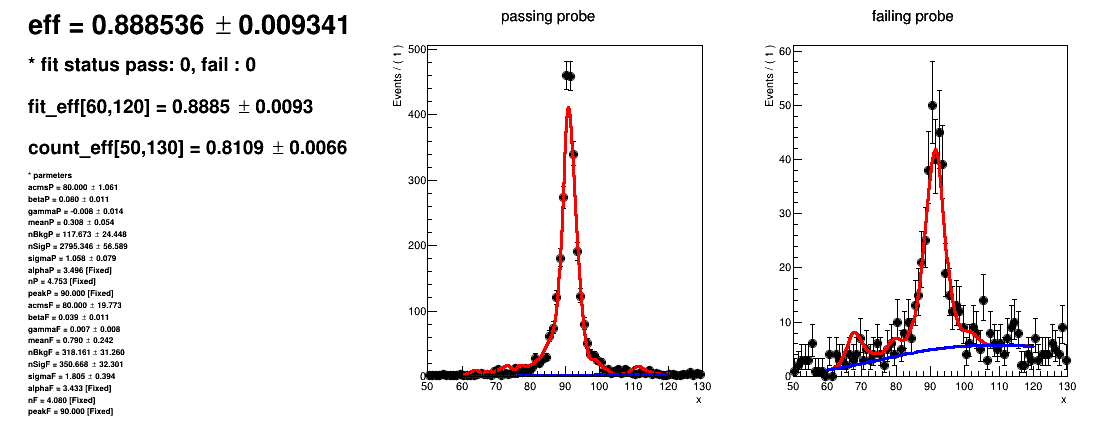 eff = 0.888536 ± 0.009341
* fit status pass: 0, fail : 0
fit_eff[60,120] = 0.8885 ± 0.0093
count_eff[50,130] = 0.8109 ± 0.0066
* parmeters
acmsP = 80.000 ± 1.061
betaP = 0.080 ± 0.011
gammaP = -0.008 ± 0.014
meanP = 0.308 ± 0.054
nBkgP = 117.673 ± 24.448
nSigP = 2795.346 ± 56.589
sigmaP = 1.058 ± 0.079
alphaP = 3.496 [Fixed]
nP = 4.753 [Fixed]
peakP = 90.000 [Fixed]
acmsF = 80.000 ± 19.773
betaF = 0.039 ± 0.011
gammaF = 0.007 ± 0.008
meanF = 0.790 ± 0.242
nBkgF = 318.161 ± 31.260
nSigF = 350.668 ± 32.301
sigmaF = 1.805 ± 0.394
alphaF = 3.433 [Fixed]
nF = 4.080 [Fixed]
peakF = 90.000 [Fixed]
passing probe
Events / ( 1 )
500
400
300
200
100
0
50 60 70 80 90 100 110 120 130
x
failing probe
Events / ( 1 )
60
50
40
30
20
10
0
50 60 70 80 90 100 110 120 130
x